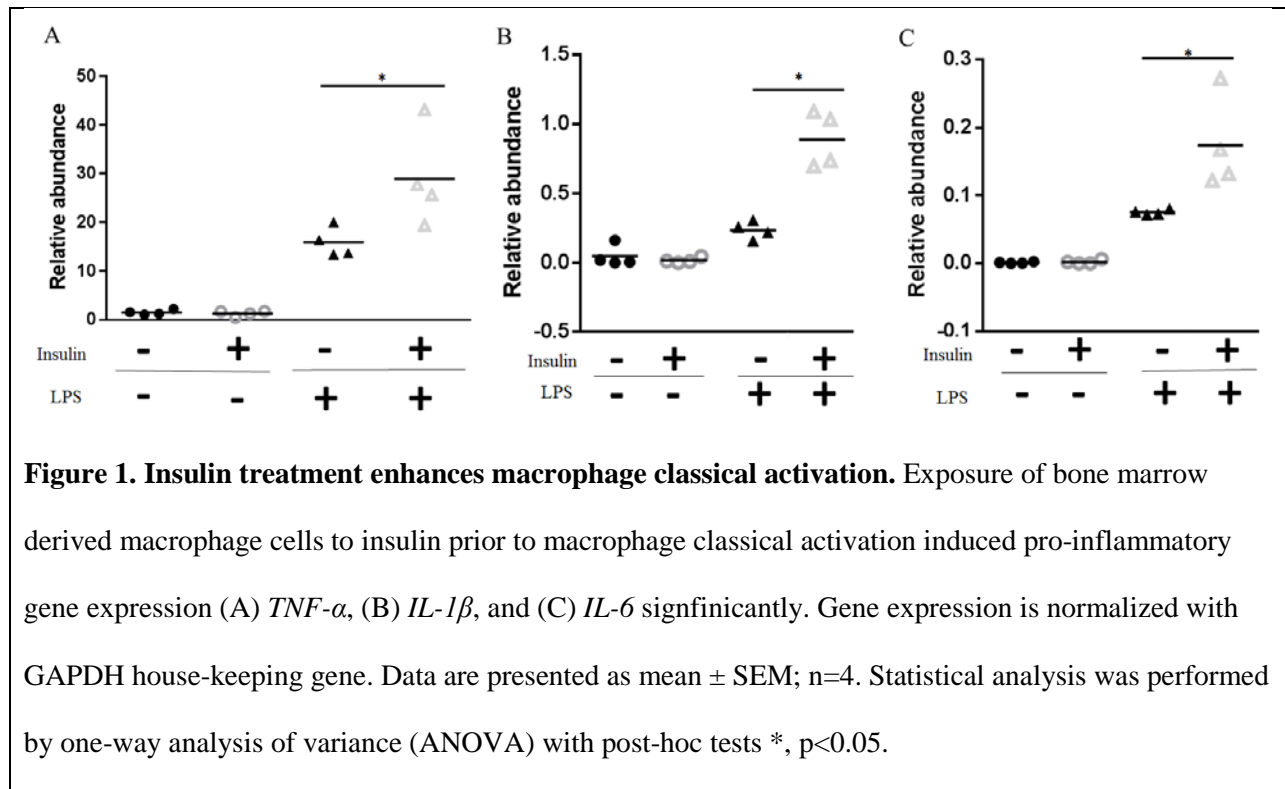 A
B
C
Relative abundance
50
40
30
20
10
0
*
Insulin - + - +
LPS - - + +
Relative abundance
1.5
1.0
0.5
0.0
-0.5
*
Insulin - + - +
LPS - - + +
Relative abundance
0.3
0.2
0.1
0.0
-0.1
*
Insulin - + - +
LPS - - + +
Figure 1. Insulin treatment enhances macrophage classical activation. Exposure of bone marrow
derived macrophage cells to insulin prior to macrophage classical activation induced pro-inflammatory
gene expression (A) TNF-α, (B) IL-1β, and (C) IL-6 signfinicantly. Gene expression is normalized with
GAPDH house-keeping gene. Data are presented as mean ± SEM; n=4. Statistical analysis was performed
by one-way analysis of variance (ANOVA) with post-hoc tests *, p<0.05.